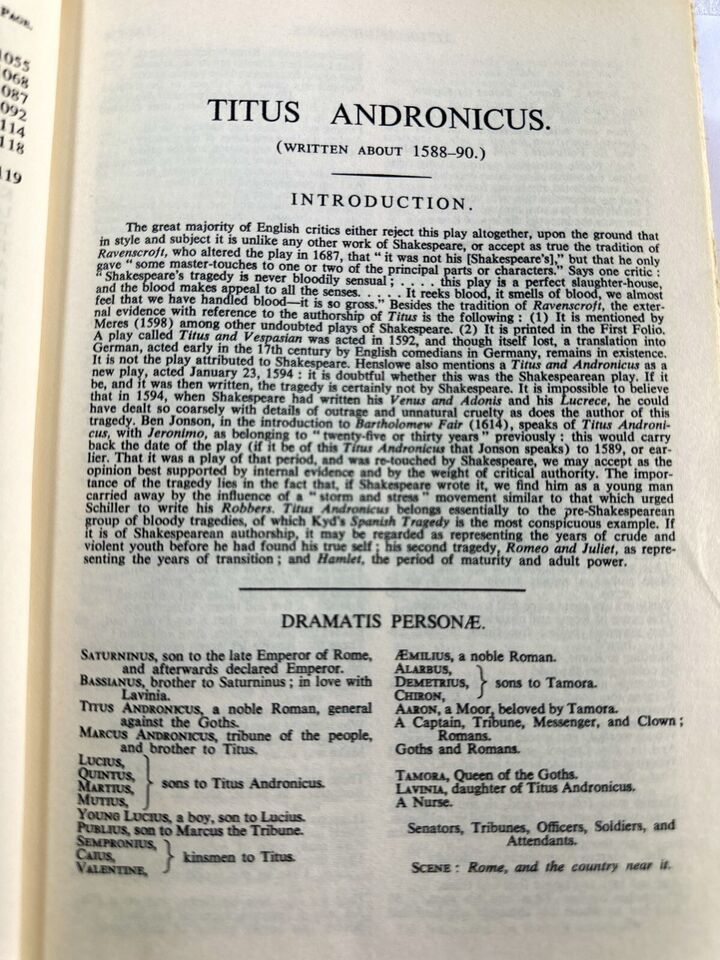 PAGE.
1055
068
087
092
114
118
119
TITUS ANDRONICUS.
(WRITTEN ABOUT 1588–90.)
INTRODUCTION.
The great majority of English critics either reject this play altogether, upon the ground that
in style and subject it is unlike any other work of Shakespeare, or accept as true the tradition of
Ravenscroft, who altered the play in 1687, that “it was not his [Shakespeare's],” but that he only
gave “some master-touches to one or two of the principal parts or characters.” Says one critic :
“Shakespeare's tragedy is never bloodily sensual ; . . . . this play is a perfect slaughter-house,
and the blood makes appeal to all the senses. . . . . It reeks blood, it smells of blood, we almost
feel that we have handled blood—it is so gross.” Besides the tradition of Ravenscroft, the exter-
nal evidence with reference to the authorship of Titus is the following : (1) It is mentioned by
Meres (1598) among other undoubted plays of Shakespeare. (2) It is printed in the First Folio.
A play called Titus and Vespasian was acted in 1592, and though itself lost, a translation into
German, acted early in the 17th century by English comedians in Germany, remains in existence.
It is not the play attributed to Shakespeare. Henslowe also mentions a Titus and Andronicus as a
new play, acted January 23, 1594 : it is doubtful whether this was the Shakespearean play. If it
be, and it was then written, the tragedy is certainly not by Shakespeare. It is impossible to believe
that in 1594, when Shakespeare had written his Venus and Adonis and his Lucrece, he could
have dealt so coarsely with details of outrage and unnatural cruelty as does the author of this
tragedy. Ben Jonson, in the introduction to Bartholomew Fair (1614), speaks of Titus Androni-
cus, with Jeronimo, as belonging to “twenty-five or thirty years” previously : this would carry
back the date of the play (if it be of this Titus Andronicus that Jonson speaks) to 1589, or ear-
lier. That it was a play of that period, and was re-touched by Shakespeare, we may accept as the
opinion best supported by internal evidence and by the weight of critical authority. The impor-
tance of the tragedy lies in the fact that, if Shakespeare wrote it, we find him as a young man
carried away by the influence of a “storm and stress” movement similar to that which urged
Schiller to write his Robbers. Titus Andronicus belongs essentially to the pre-Shakespearean
group of bloody tragedies, of which Kyd's Spanish Tragedy is the most conspicuous example. If
it is of Shakespearean authorship, it may be regarded as representing the years of crude and
violent youth before he had found his true self ; his second tragedy, Romeo and Juliet, as repre-
senting the years of transition ; and Hamlet, the period of maturity and adult power.
DRAMATIS PERSONÆ.
SATURNINUS, son to the late Emperor of Rome,
and afterwards declared Emperor.
BASSIANUS, brother to Saturninus ; in love with
Lavinia.
TITUS ANDRONICUS, a noble Roman, general
against the Goths.
MARCUS ANDRONICUS, tribune of the people,
and brother to Titus.
LUCIUS,
QUINTUS,
MARTIUS,
MUTIUS,
sons to Titus Andronicus.
YOUNG LUCIUS, a boy, son to Lucius.
PUBLIUS, son to Marcus the Tribune.
SEMPRONIUS,
CAIUS,
VALENTINE,
kinsmen to Titus.
ÆMILIUS, a noble Roman.
ALARBUS,
DEMETRIUS,
CHIRON,
sons to Tamora.
AARON, a Moor, beloved by Tamora.
A Captain, Tribune, Messenger, and Clown ;
Romans.
Goths and Romans.
TAMORA, Queen of the Goths.
LAVINIA, daughter of Titus Andronicus.
A Nurse.
Senators, Tribunes, Officers, Soldiers, and
Attendants.
SCENE : Rome, and the country near it.